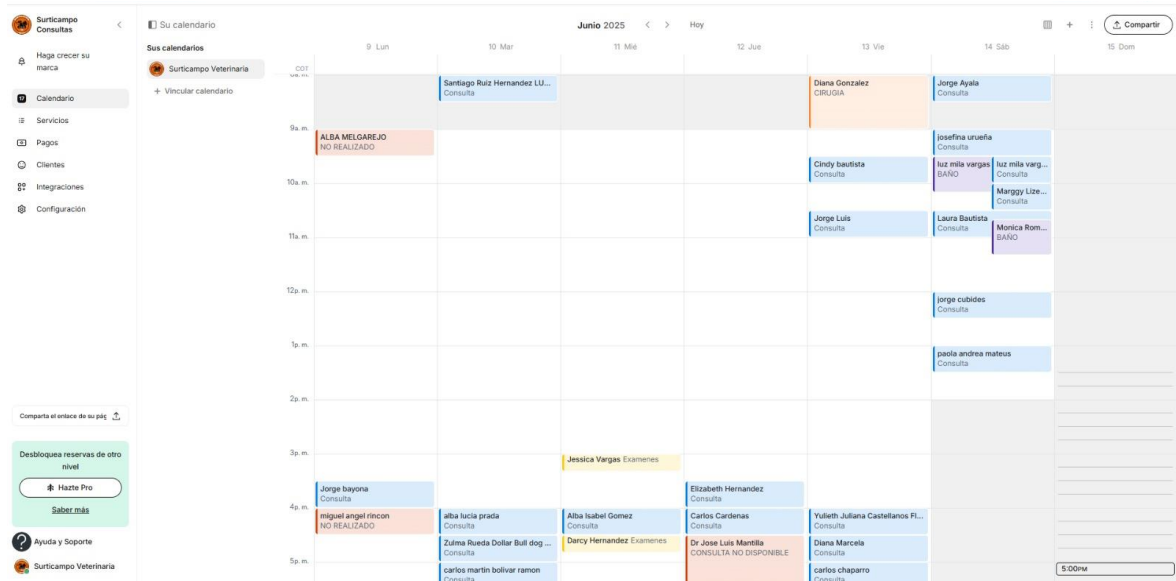 Surticampo
Consultas
Haga crecer su
marca
17
Calendario
Servicios
Pagos
Clientes
Integraciones
Configuración
Comparta el enlace de su pág
Desbloquea reservas de otro
nivel
Hazte Pro
Saber más
Ayuda y Soporte
Surticampo Veterinaria
Su calendario
Sus calendarios
Surticampo Veterinaria
+ Vincular calendario
Junio 2025
Hoy
Compartir
9 Lun
10 Mar
11 Mié
12 Jue
13 Vie
14 Sáb
15 Dom
COT
Santiago Ruiz Hernandez LU...
Consulta
Diana Gonzalez
CIRUGIA
Jorge Ayala
Consulta
9a. m.
ALBA MELGAREJO
NO REALIZADO
josefina urueña
Consulta
Cindy bautista
Consulta
luz mila vargas
BAÑO
luz mila varg...
Consulta
10a. m.
Marggy Lize...
Consulta
Jorge Luis
Consulta
Laura Bautista
Consulta
Monica Rom...
BAÑO
11a. m.
12p. m.
jorge cubides
Consulta
1p. m.
paola andrea mateus
Consulta
2p. m.
3p. m.
Jessica Vargas Examenes
Jorge bayona
Consulta
Elizabeth Hernandez
Consulta
4p. m.
miguel angel rincon
NO REALIZADO
alba lucia prada
Consulta
Alba Isabel Gomez
Consulta
Carlos Cardenas
Consulta
Yulieth Juliana Castellanos Fl...
Consulta
Zulma Rueda Dollar Bull dog ...
Consulta
Darcy Hernandez Examenes
Dr Jose Luis Mantilla
CONSULTA NO DISPONIBLE
Diana Marcela
Consulta
5p. m.
carlos martin bolivar ramon
Consulta
carlos chaparro
Consulta
5:00PM